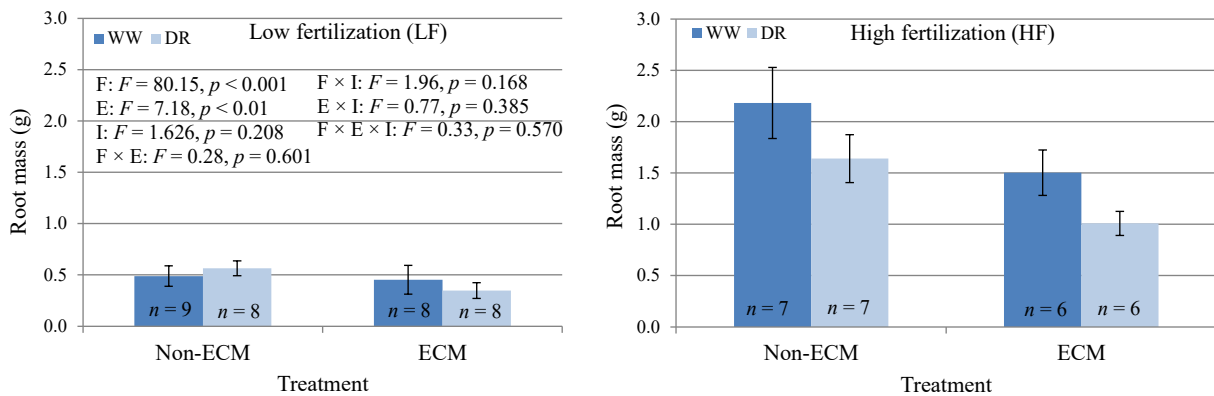 3.0
Low fertilization (LF)
WW DR
2.5
F: F = 80.15, p < 0.001 F × I: F = 1.96, p = 0.168
E: F = 7.18, p < 0.01 E × I: F = 0.77, p = 0.385
2.0
I: F = 1.626, p = 0.208 F × E × I: F = 0.33, p = 0.570
F × E: F = 0.28, p = 0.601
1.5
Root mass (g)
1.0
0.5
n = 9 n = 8 n = 8 n = 8
0.0
Non-ECM ECM
Treatment
3.0
WW DR High fertilization (HF)
2.5
2.0
1.5
Root mass (g)
1.0
0.5
n = 7 n = 7 n = 6 n = 6
0.0
Non-ECM ECM
Treatment